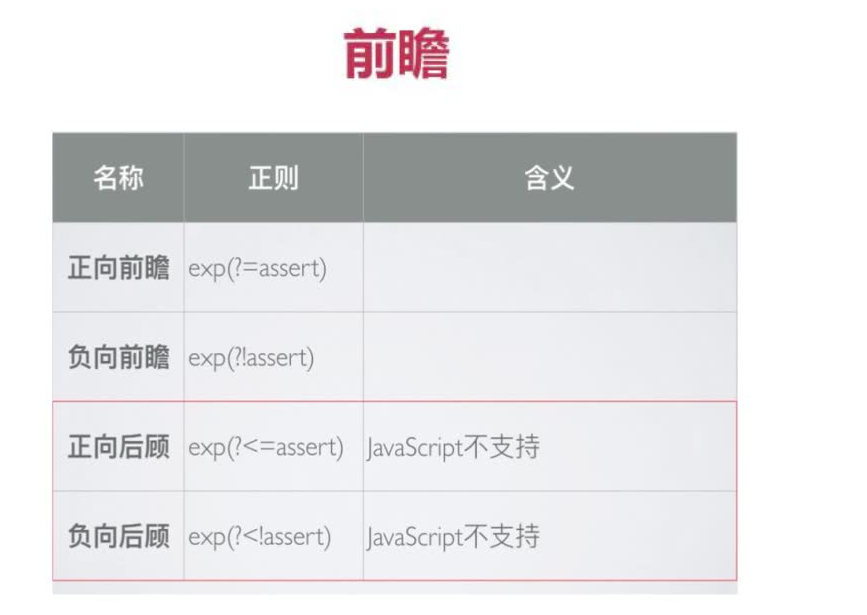 前瞻
名称 正则 含义
正向前瞻 exp(?=assert)
负向前瞻 exp(?!assert)
正向后顾 exp(?<=assert) JavaScript不支持
负向后顾 exp(?<!assert) JavaScript不支持